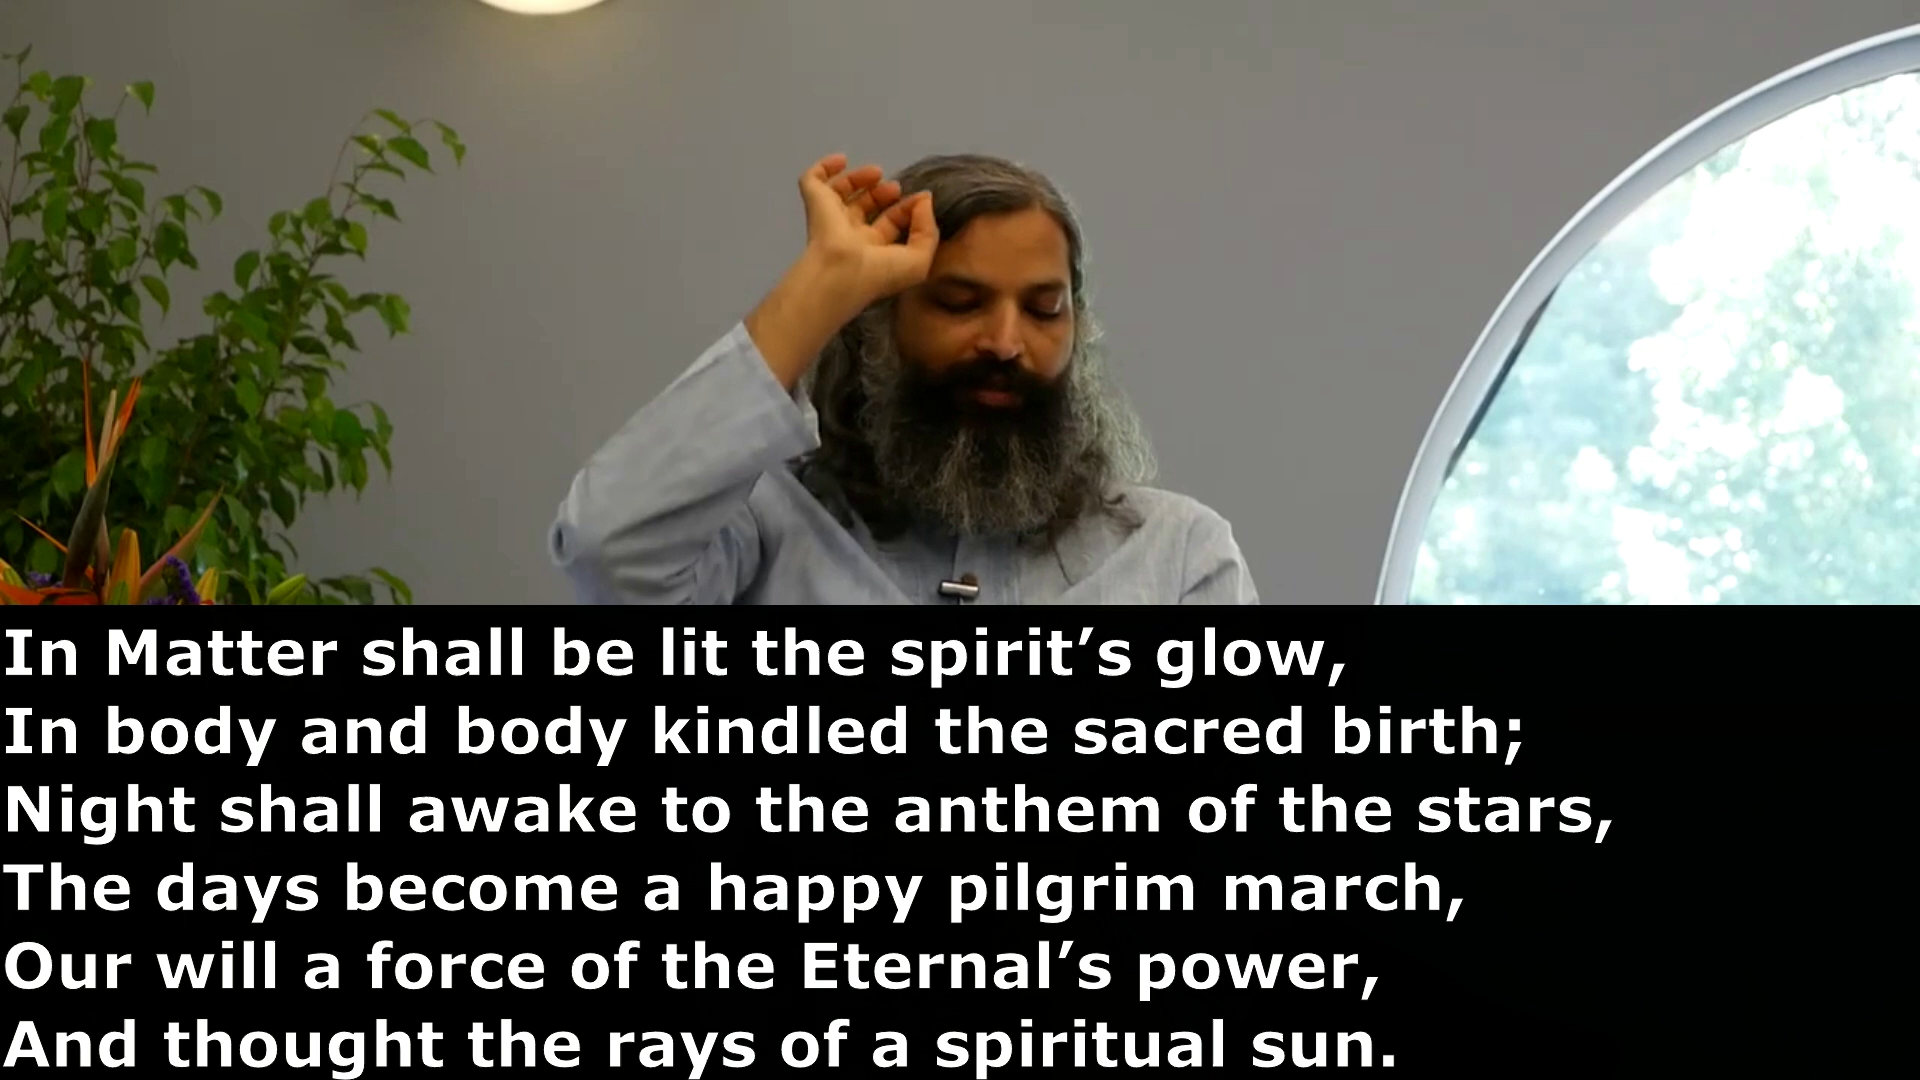 In Matter shall be lit the spirit’s glow,
In body and body kindled the sacred birth;
Night shall awake to the anthem of the stars,
The days become a happy pilgrim march,
Our will a force of the Eternal’s power,
And thought the rays of a spiritual sun.